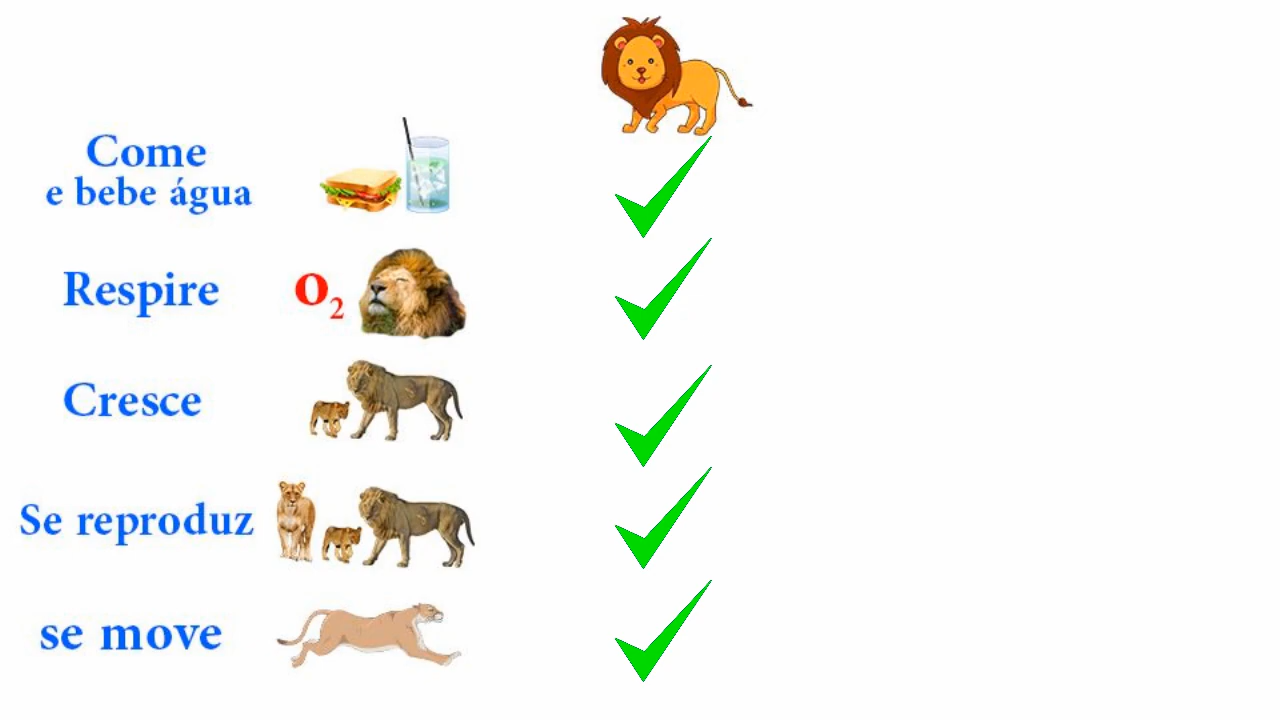 Come
e bebe água
Respire
O2
Cresce
Se reproduz
se move